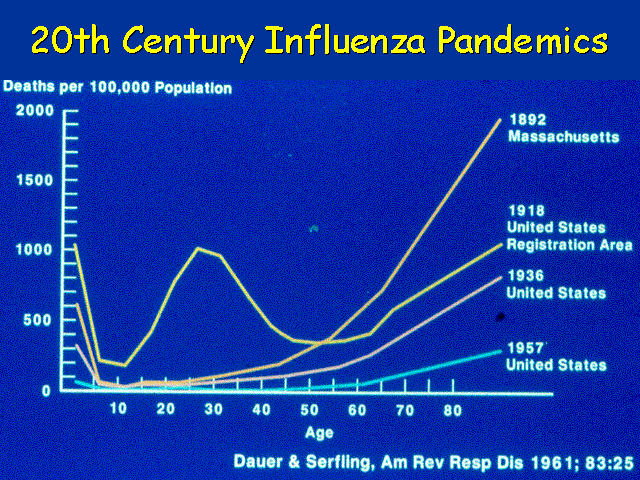 20th Century Influenza Pandemics
Deaths per 100,000 Population
2000
1500
1000
500
0
1892
Massachusetts
1918
United States
Registration Area
1936
United States
1957
United States
10 20 30 40 50 60 70 80
Age
Dauer & Serfling, Am Rev Resp Dis 1961; 83:25